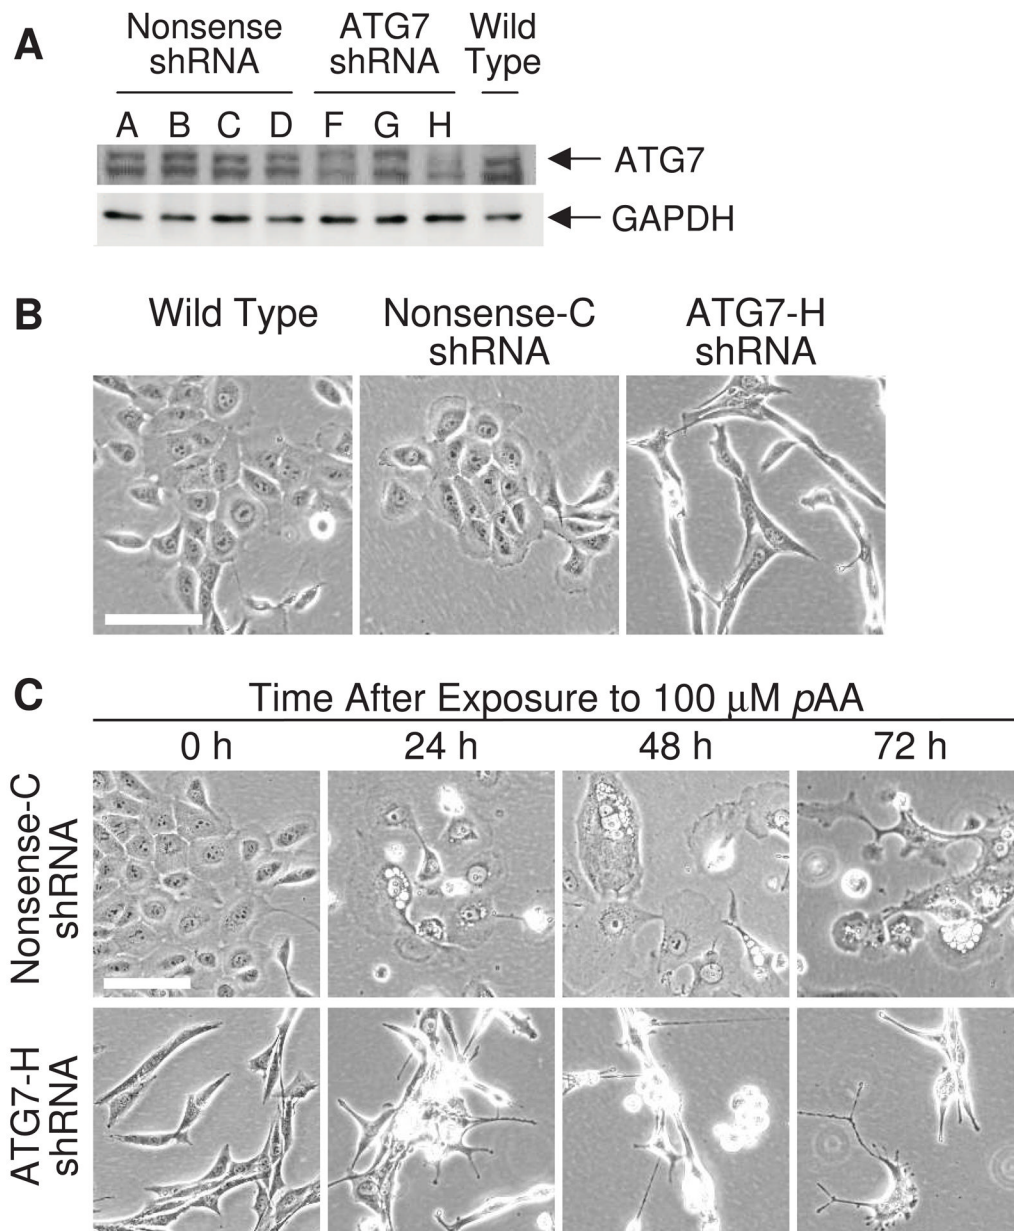 A
Nonsense shRNA
ATG7 shRNA
Wild Type
A B C D F G H
ATG7
GAPDH
B
Wild Type
Nonsense-C shRNA
ATG7-H shRNA
C
Time After Exposure to 100 μM pAA
0 h 24 h 48 h 72 h
Nonsense-C shRNA
ATG7-H shRNA